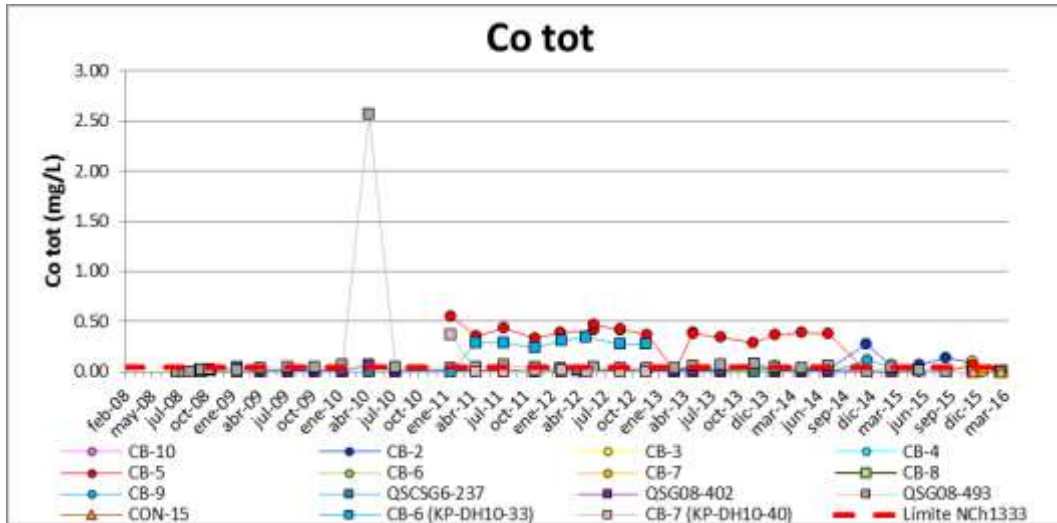 Co tot
3.00
2.50
2.00
1.50
1.00
0.50
0.00
Co tot (mg/L)
feb-08
may-08
jul-08
oct-08
ene-09
abr-09
jul-09
oct-09
ene-10
abr-10
jul-10
oct-10
ene-11
abr-11
jul-11
oct-11
ene-12
abr-12
jul-12
oct-12
ene-13
abr-13
jul-13
oct-13
dic-13
mar-14
jun-14
sep-14
dic-14
mar-15
jun-15
sep-15
dic-15
mar-16
CB-10 CB-2 CB-3 CB-4
CB-5 CB-6 CB-7 CB-8
CB-9 QSCSG6-237 QSG08-402 QSG08-493
CON-15 CB-6 (KP-DH10-33) CB-7 (KP-DH10-40) Límite NCh1333